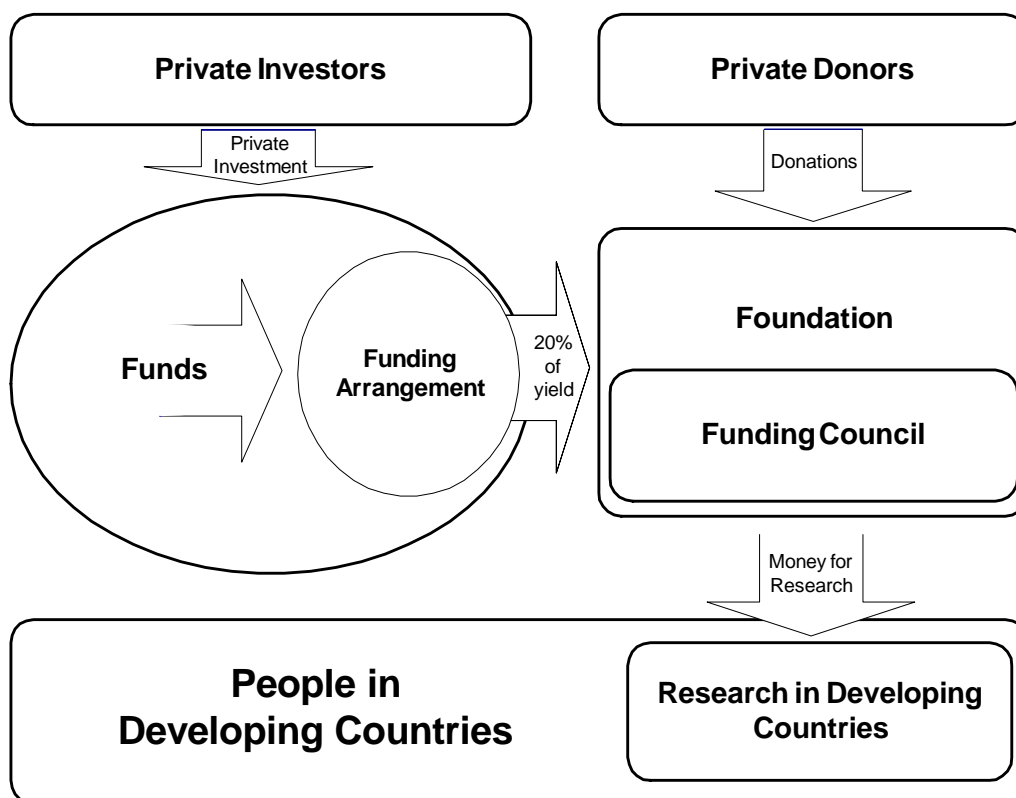 Private Investors
Private Donors
Private
Investment
Donations
Funds
Funding
Arrangement
20%
of
yield
Foundation
Funding Council
Money for
Research
People in
Developing Countries
Research in Developing
Countries